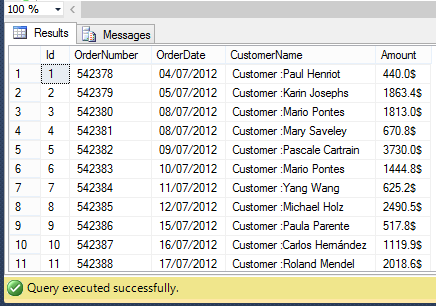 100 %
Results Messages
Id OrderNumber OrderDate CustomerName Amount
1 1 542378 04/07/2012 Customer :Paul Henriot 440.0$
2 2 542379 05/07/2012 Customer :Karin Josephs 1863.4$
3 3 542380 08/07/2012 Customer :Mario Pontes 1813.0$
4 4 542381 08/07/2012 Customer :Mary Saveley 670.8$
5 5 542382 09/07/2012 Customer :Pascale Cartrain 3730.0$
6 6 542383 10/07/2012 Customer :Mario Pontes 1444.8$
7 7 542384 11/07/2012 Customer :Yang Wang 625.2$
8 8 542385 12/07/2012 Customer :Michael Holz 2490.5$
9 9 542386 15/07/2012 Customer :Paula Parente 517.8$
10 10 542387 16/07/2012 Customer :Carlos Hernández 1119.9$
11 11 542388 17/07/2012 Customer :Roland Mendel 2018.6$
Query executed successfully.